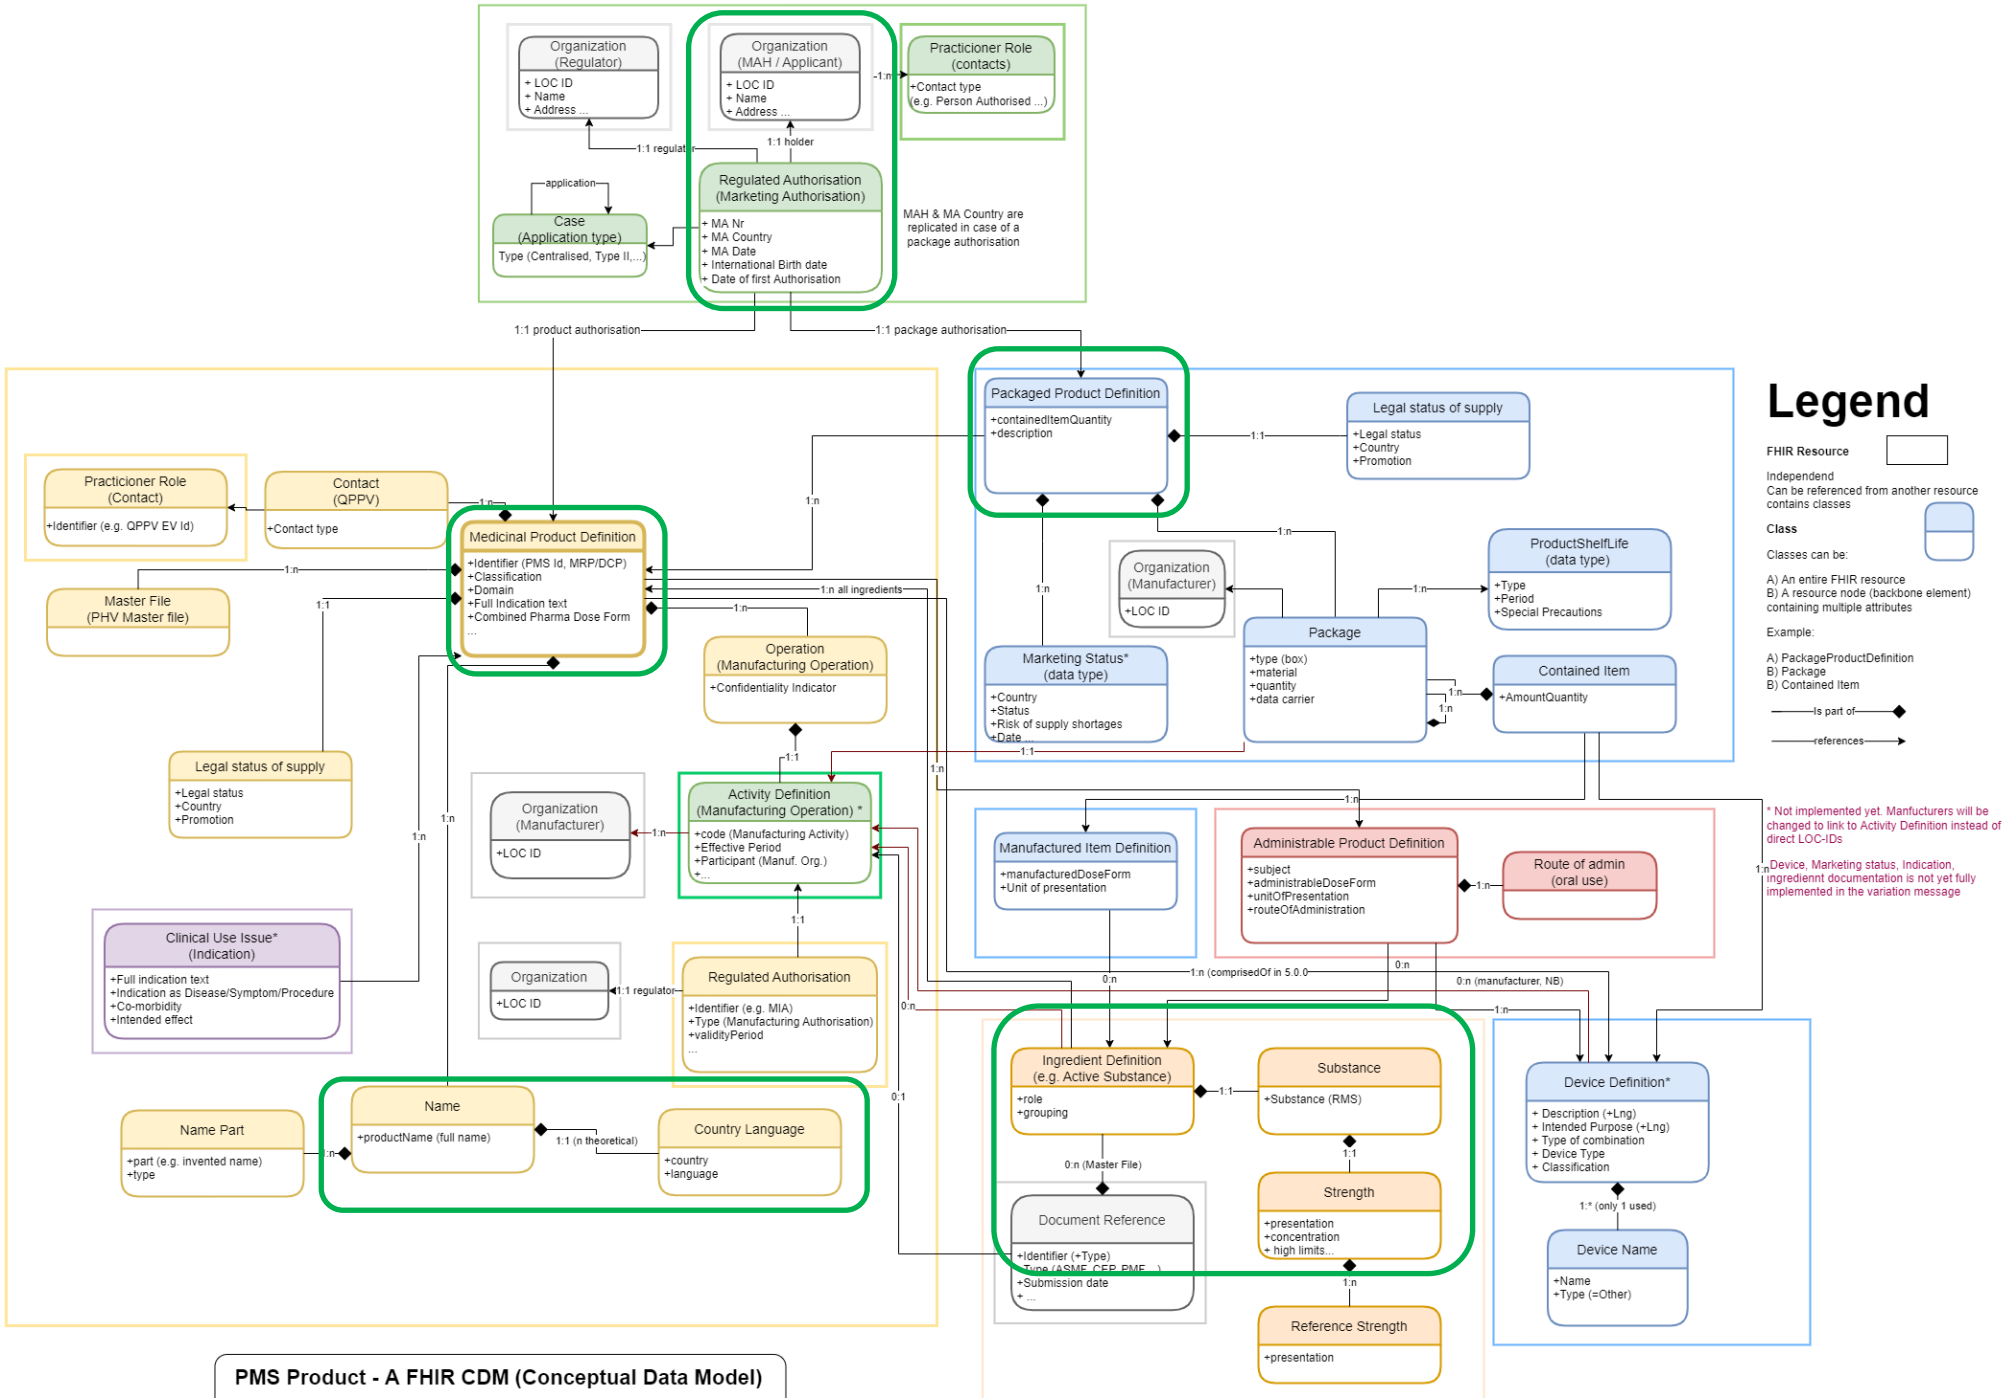 Organization
(Regulator)
+ LOC ID
+ Name
+ Address ...
Organization
(MAH / Applicant)
+ LOC ID
+ Name
+ Address ...
-1:n
Practicioner Role
(contacts)
+Contact type
(e.g. Person Authorised ...)
1:1 regulator
1:1 holder
application
Case
(Application type)
Type (Centralised, Type II,...)
Regulated Authorisation
(Marketing Authorisation)
+ MA Nr
+ MA Country
+ MA Date
+ International Birth date
+ Date of first Authorisation
MAH & MA Country are
replicated in case of a
package authorisation
1:1 product authorisation
1:1 package authorisation
Practicioner Role
(Contact)
+Identifier (e.g. QPPV EV Id)
Contact
(QPPV)
+Contact type
1:n
Medicinal Product Definition
+Identifier (PMS Id, MRP/DCP)
+Classification
+Domain
+Full Indication text
+Combined Pharma Dose Form
...
1:n
Master File
(PHV Master file)
1:1
1:n
1:n all ingredients
1:n
Operation
(Manufacturing Operation)
+Confidentiality Indicator
1:1
Legal status of supply
+Legal status
+Country
+Promotion
1:n
1:n
Organization
(Manufacturer)
+LOC ID
1:n
Activity Definition
(Manufacturing Operation) *
+code (Manufacturing Activity)
+Effective Period
+Participant (Manuf. Org.)
+...
1:1
Clinical Use Issue*
(Indication)
+Full indication text
+Indication as Disease/Symptom/Procedure
+Co-morbidity
+Intended effect
Organization
+LOC ID
1:1 regulator
Regulated Authorisation
+Identifier (e.g. MIA)
+Type (Manufacturing Authorisation)
+validityPeriod
...
Name Part
+part (e.g. invented name)
+type
1:n
Name
+productName (full name)
1:1 (n theoretical)
Country Language
+country
+language
Packaged Product Definition
+containedItemQuantity
+description
1:1
Legal status of supply
+Legal status
+Country
+Promotion
1:n
1:n
Organization
(Manufacturer)
+LOC ID
ProductShelfLife
(data type)
+Type
+Period
+Special Precautions
1:n
Marketing Status*
(data type)
+Country
+Status
+Risk of supply shortages
+Date ...
Package
+type (box)
+material
+quantity
+data carrier
1:n
1:n
Contained Item
+AmountQuantity
1:1
1:n
1:n
1:n
Manufactured Item Definition
+manufacturedDoseForm
+Unit of presentation
Administrable Product Definition
+subject
+administrableDoseForm
+unitOfPresentation
+routeOfAdministration
1:n
Route of admin
(oral use)
0:n
1:n (comprisedOf in 5.0.0
0:n
0:n (manufacturer, NB)
0:n
1:n
0:1
Ingredient Definition
(e.g. Active Substance)
+role
+grouping
1:1
Substance
+Substance (RMS)
1:1
0:n (Master File)
Strength
+presentation
+concentration
+ high limits...
Document Reference
+Identifier (+Type)
+Type (ASMF, CEP, PMF...)
+Submission date
+ ...
1:n
Reference Strength
+presentation
Device Definition*
+ Description (+Lng)
+ Intended Purpose (+Lng)
+ Type of combination
+ Device Type
+ Classification
1:* (only 1 used)
Device Name
+Name
+Type (=Other)
Legend
FHIR Resource
Independend
Can be referenced from another resource
contains classes
Class
Classes can be:
A) An entire FHIR resource
B) A resource node (backbone element)
containing multiple attributes
Example:
A) PackageProductDefinition
B) Package
B) Contained Item
Is part of
references
* Not implemented yet. Manfucturers will be
changed to link to Activity Definition instead of
direct LOC-IDs
Device, Marketing status, Indication,
ingrediennt documentation is not yet fully
implemented in the variation message
PMS Product - A FHIR CDM (Conceptual Data Model)